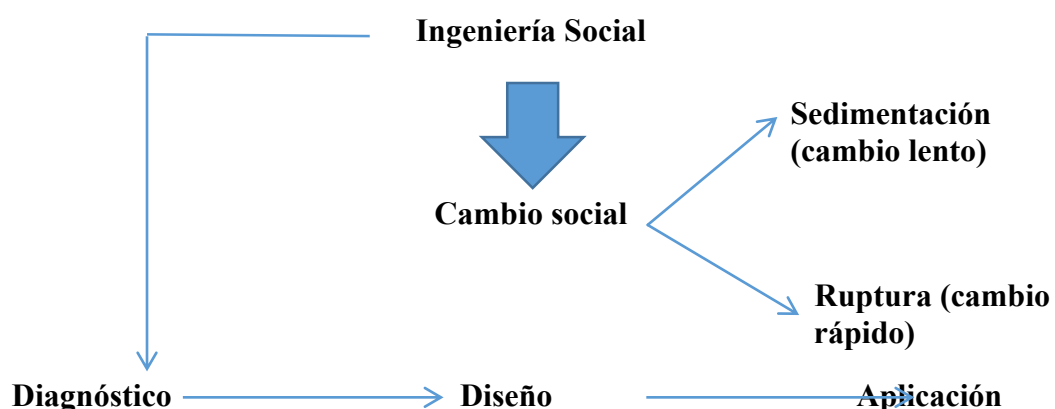 Ingeniería Social
Sedimentación
(cambio lento)
Cambio social
Ruptura (cambio
rápido)
Diagnóstico
Diseño
Aplicación